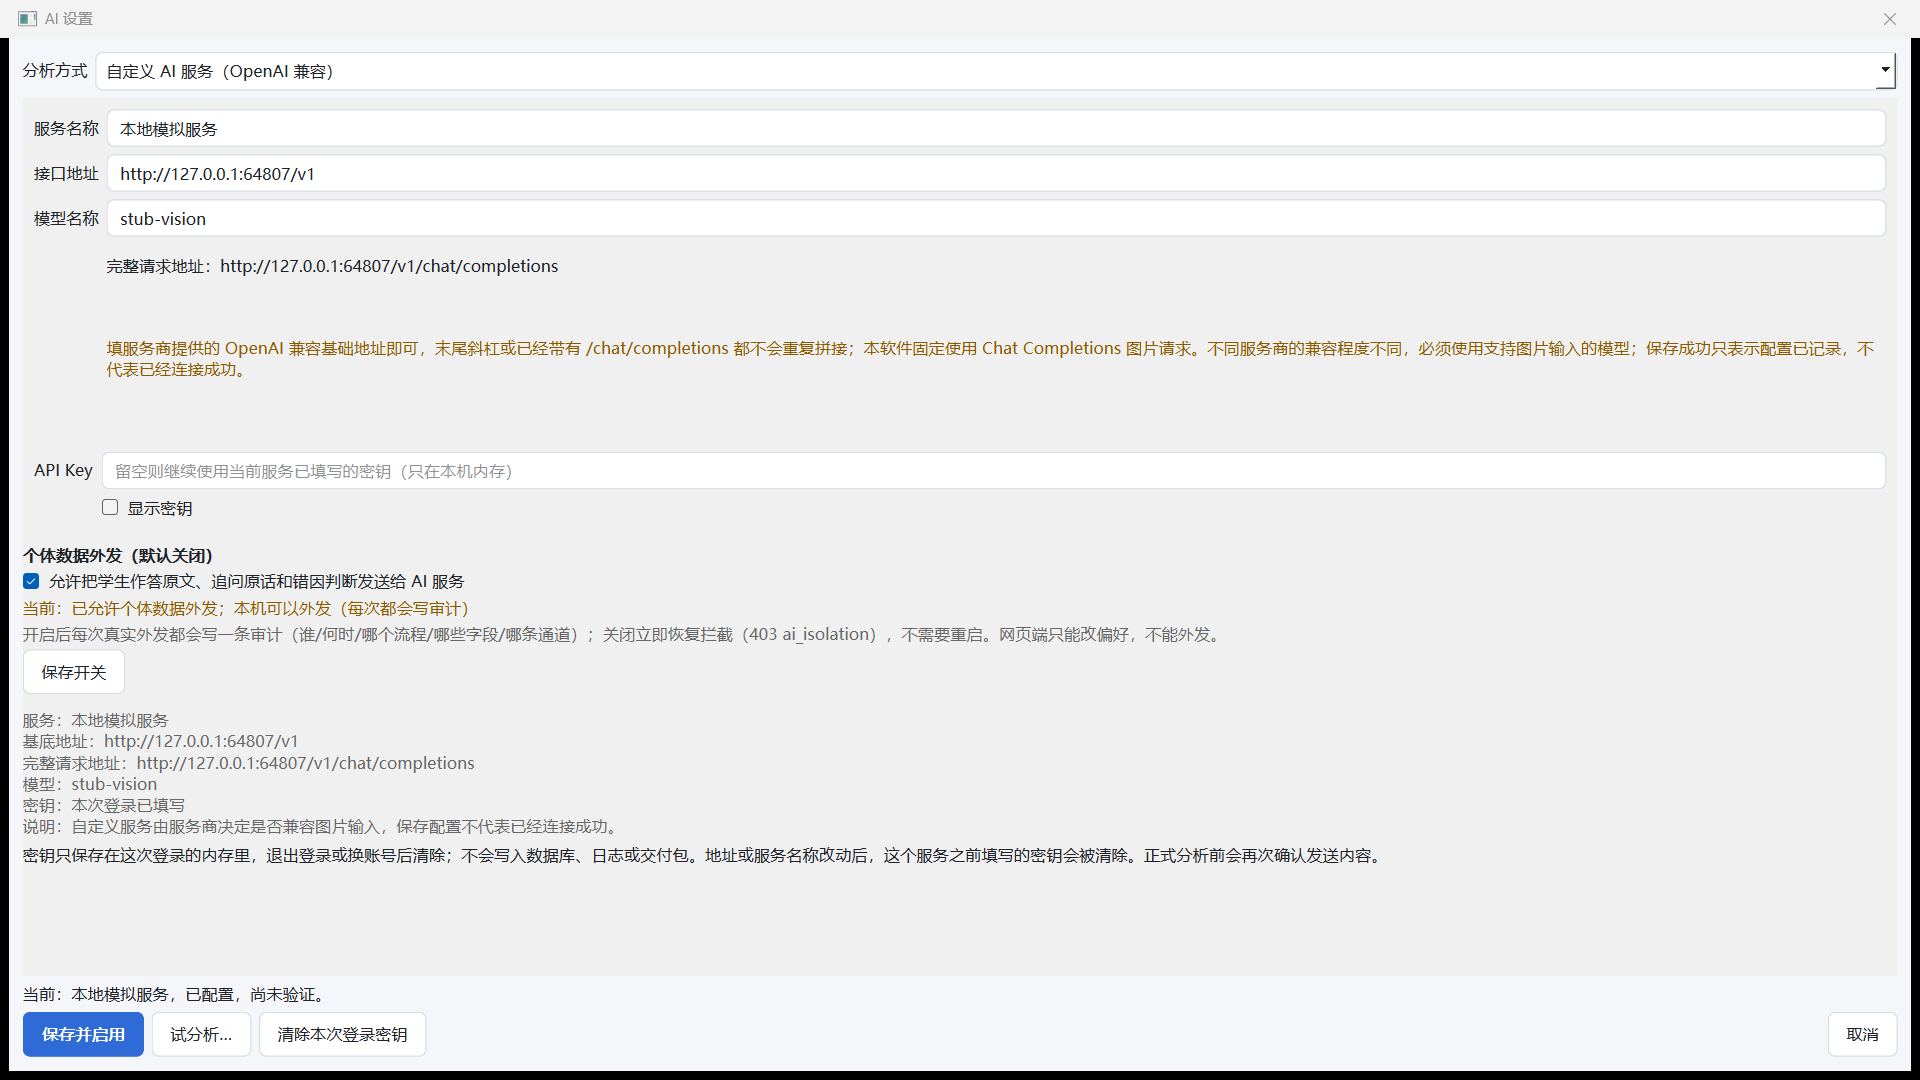 AI 设置
分析方式 自定义 AI 服务（OpenAI 兼容）
服务名称 本地模拟服务
接口地址 http://127.0.0.1:64807/v1
模型名称 stub-vision
完整请求地址：http://127.0.0.1:64807/v1/chat/completions
填服务商提供的 OpenAI 兼容基础地址即可，末尾斜杠或已经带有 /chat/completions 都不会重复拼接；本软件固定使用 Chat Completions 图片请求。不同服务商的兼容程度不同，必须使用支持图片输入的模型；保存成功只表示配置已记录，不
代表已经连接成功。
API Key 留空则继续使用当前服务已填写的密钥（只在本机内存）
显示密钥
个体数据外发（默认关闭）
允许把学生作答原文、追问原话和错因判断发送给 AI 服务
当前：已允许个体数据外发；本机可以外发（每次都会写审计）
开启后每次真实外发都会写一条审计（谁/何时/哪个流程/哪些字段/哪条通道）；关闭立即恢复拦截（403 ai_isolation），不需要重启。网页端只能改偏好，不能外发。
保存开关
服务：本地模拟服务
基底地址：http://127.0.0.1:64807/v1
完整请求地址：http://127.0.0.1:64807/v1/chat/completions
模型：stub-vision
密钥：本次登录已填写
说明：自定义服务由服务商决定是否兼容图片输入，保存配置不代表已经连接成功。
密钥只保存在这次登录的内存里，退出登录或换账号后清除；不会写入数据库、日志或交付包。地址或服务名称改动后，这个服务之前填写的密钥会被清除。正式分析前会再次确认发送内容。
当前：本地模拟服务，已配置，尚未验证。
保存并启用 试分析... 清除本次登录密钥 取消